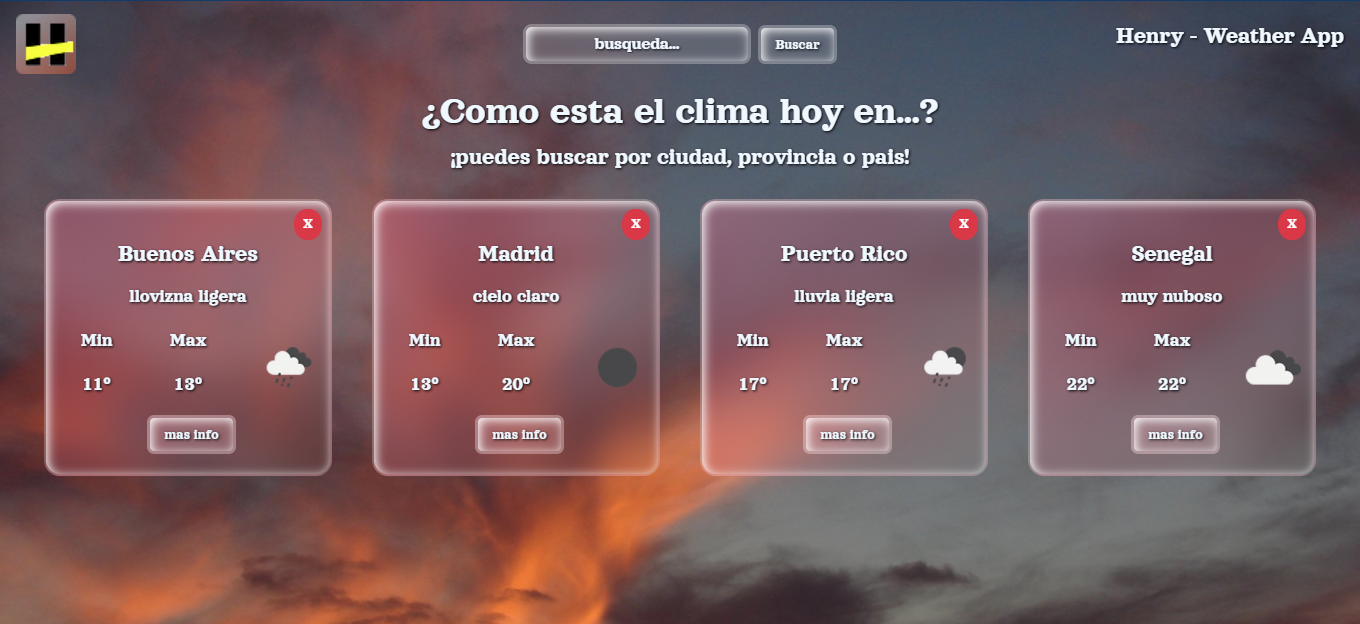 busqueda...
Buscar
Henry - Weather App
¿Como esta el clima hoy en...?
¡puedes buscar por ciudad, provincia o pais!
x
Buenos Aires
llovizna ligera
Min Max
11º 13º
mas info
x
Madrid
cielo claro
Min Max
13º 20º
mas info
x
Puerto Rico
lluvia ligera
Min Max
17º 17º
mas info
x
Senegal
muy nuboso
Min Max
22º 22º
mas info